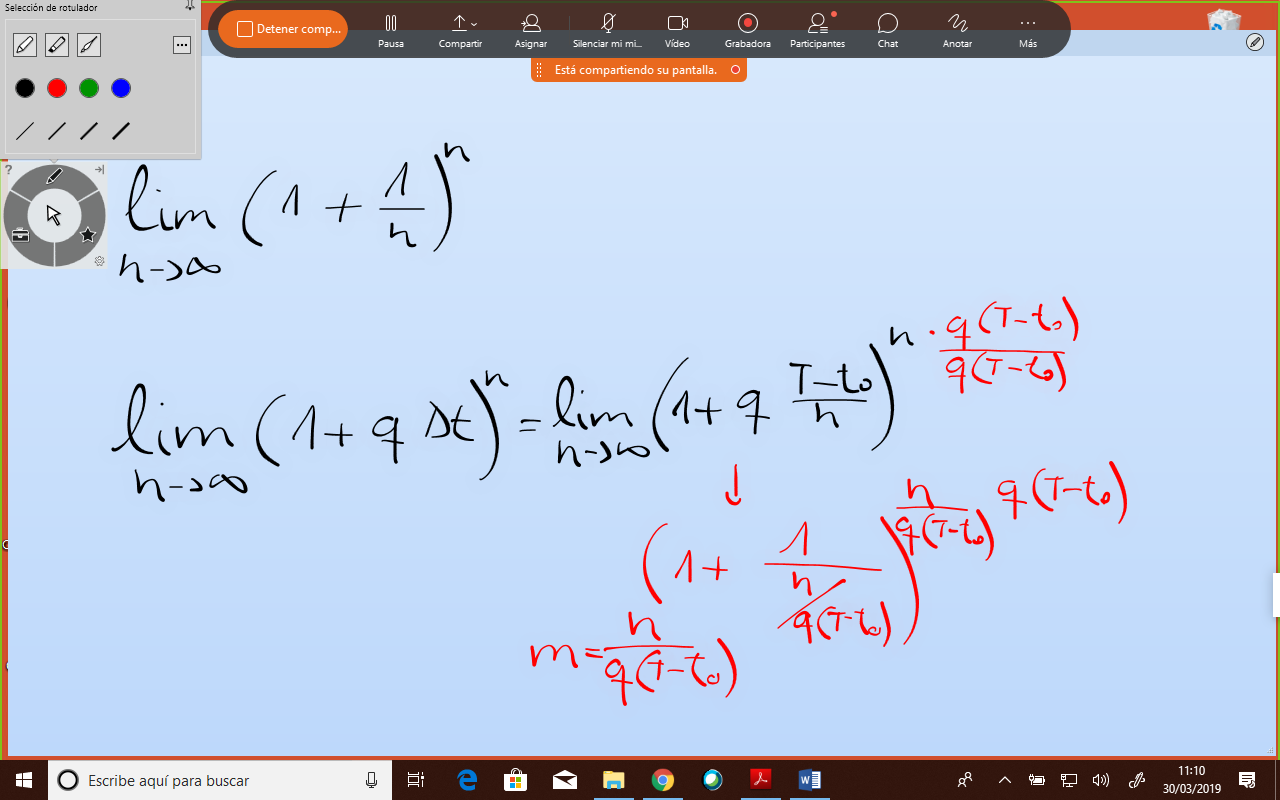 Selección de rotulador
Detener comp...
Pausa
Compartir
Asignar
Silenciar mi mi...
Vídeo
Grabadora
Participantes
Chat
Anotar
Más
Está compartiendo su pantalla.
lim n→∞ (1 + 1/n)^n
lim n→∞ (1 + q Δt)^n = lim n→∞ (1 + q (T-t₀)/n)^n · q(T-t₀)/q(T-t₀)
↓
(1 + 1/(n/q(T-t₀)))^(n/q(T-t₀)) q(T-t₀)
m = n/q(T-t₀)
Escribe aquí para buscar
11:10
30/03/2019